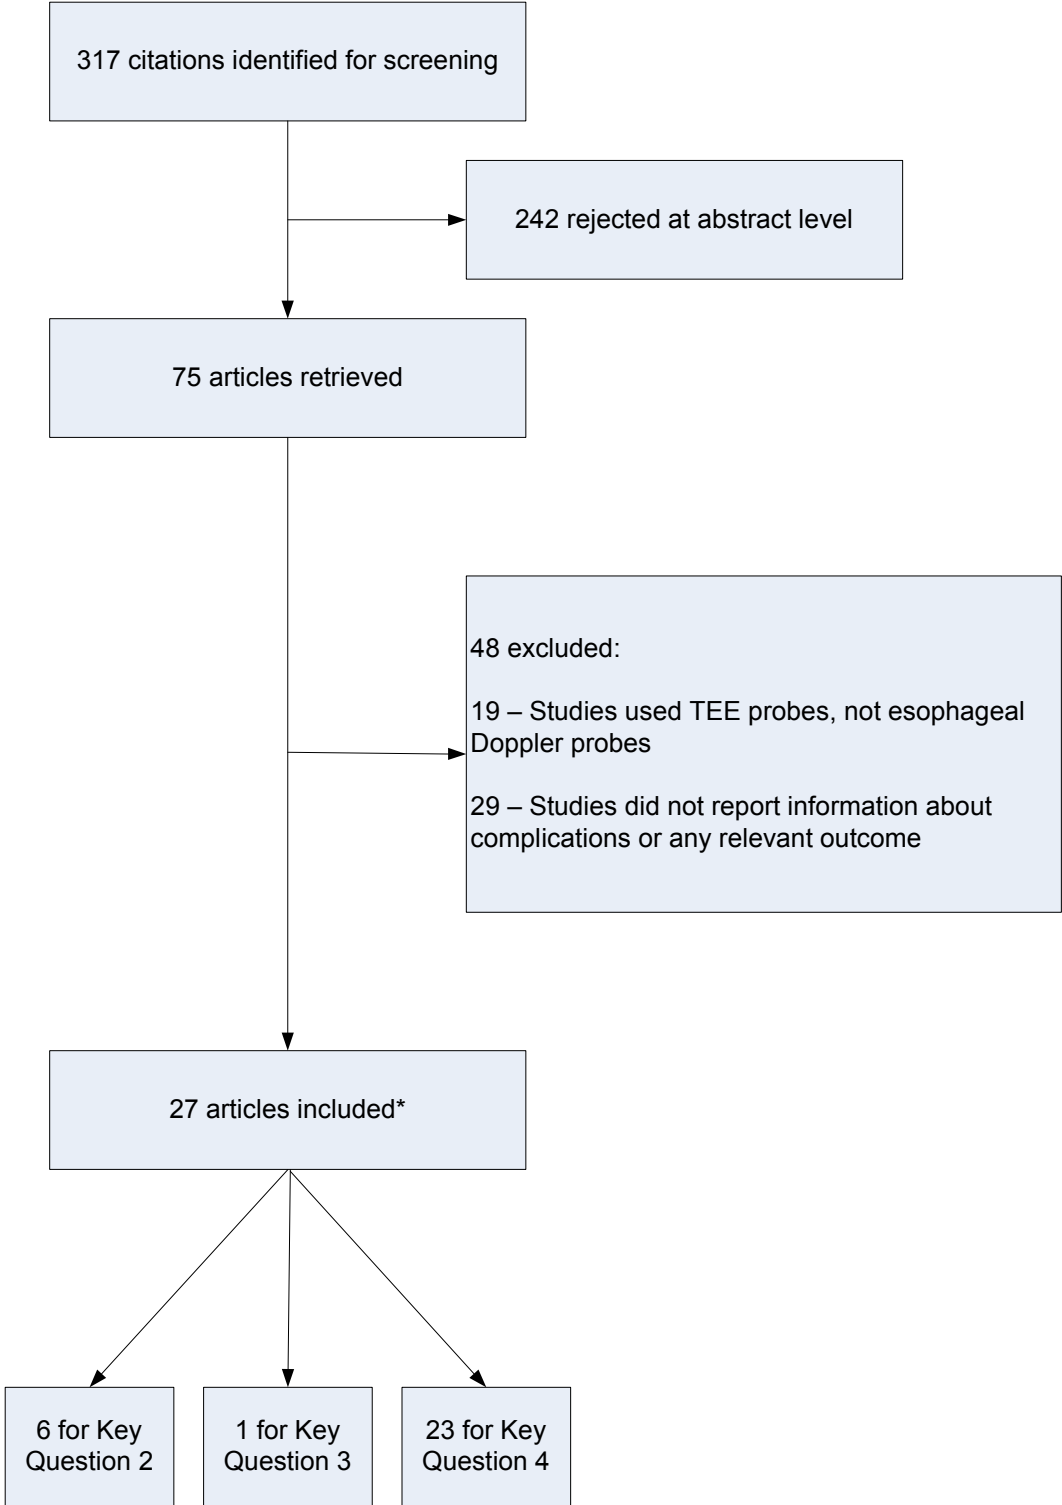 317 citations identified for screening
242 rejected at abstract level
75 articles retrieved
48 excluded:
19 – Studies used TEE probes, not esophageal
Doppler probes
29 – Studies did not report information about
complications or any relevant outcome
27 articles included*
6 for Key
Question 2
1 for Key
Question 3
23 for Key
Question 4